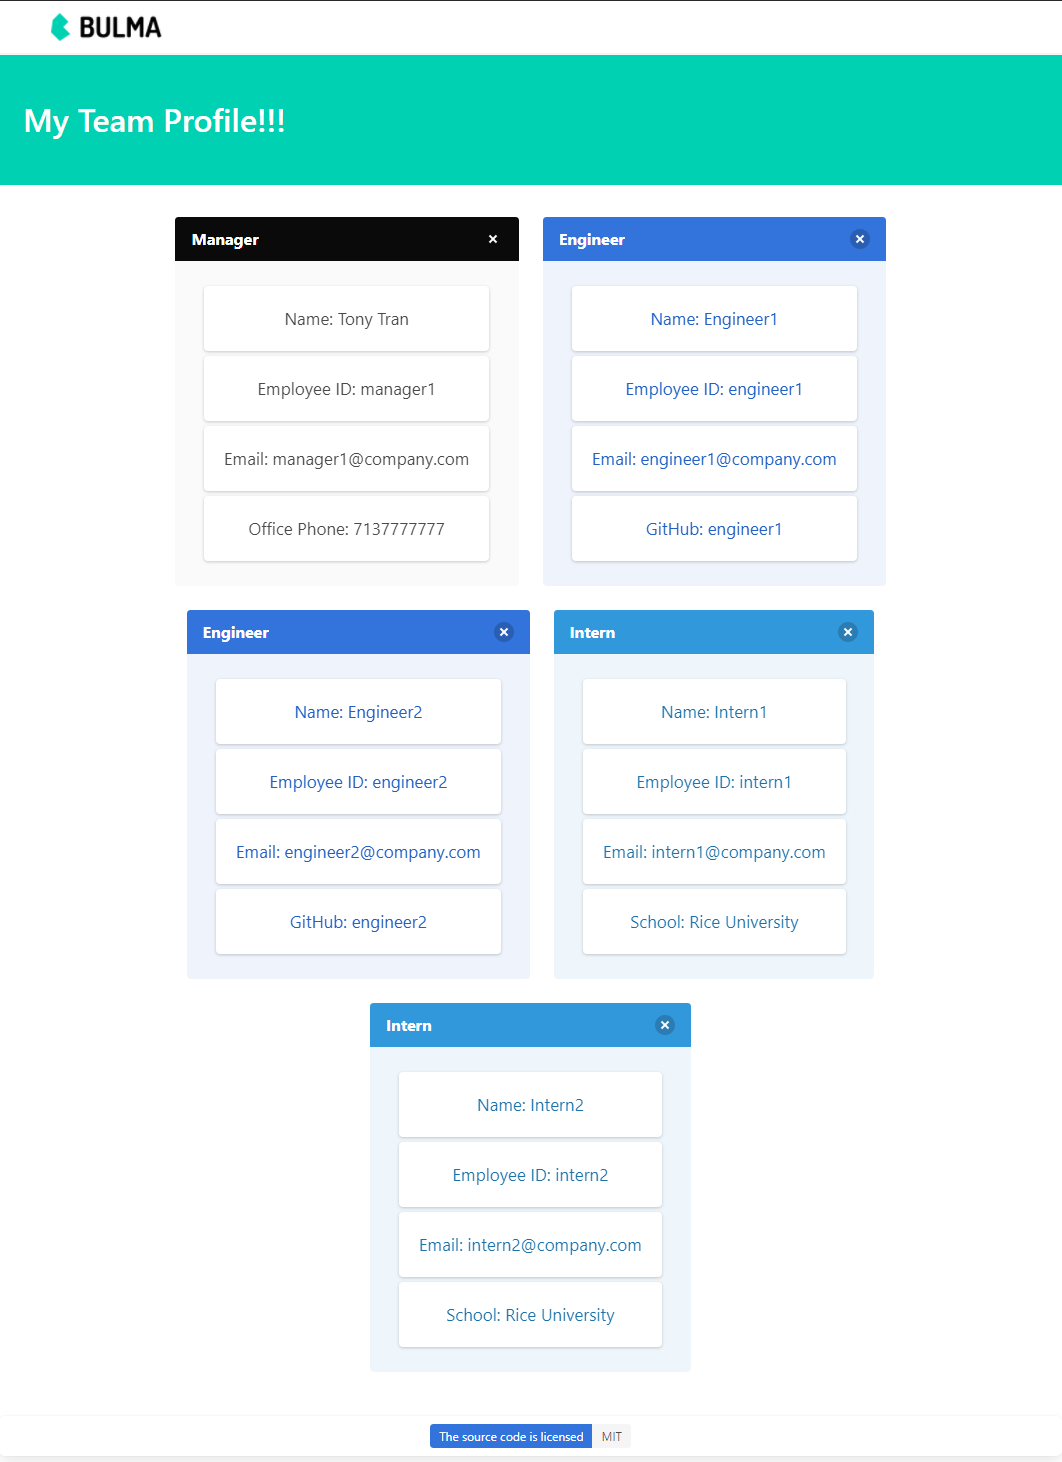 BULMA
My Team Profile!!!
Manager
Name: Tony Tran
Employee ID: manager1
Email: manager1@company.com
Office Phone: 7137777777
Engineer
Name: Engineer1
Employee ID: engineer1
Email: engineer1@company.com
GitHub: engineer1
Engineer
Name: Engineer2
Employee ID: engineer2
Email: engineer2@company.com
GitHub: engineer2
Intern
Name: Intern1
Employee ID: intern1
Email: intern1@company.com
School: Rice University
Intern
Name: Intern2
Employee ID: intern2
Email: intern2@company.com
School: Rice University
The source code is licensed MIT